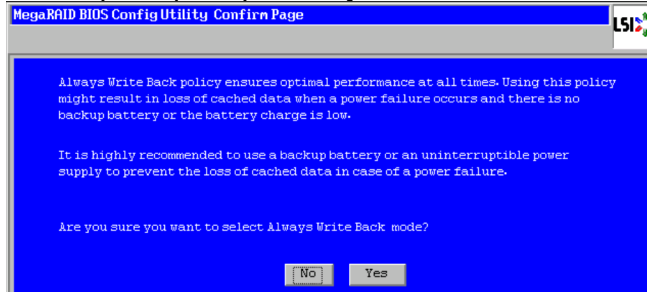 MegaRAID BIOS Config Utility Confirm Page
LSI
Always Write Back policy ensures optimal performance at all times. Using this policy
might result in loss of cached data when a power failure occurs and there is no
backup battery or the battery charge is low.
It is highly recommended to use a backup battery or an uninterruptible power
supply to prevent the loss of cached data in case of a power failure.
Are you sure you want to select Always Write Back mode?
No Yes